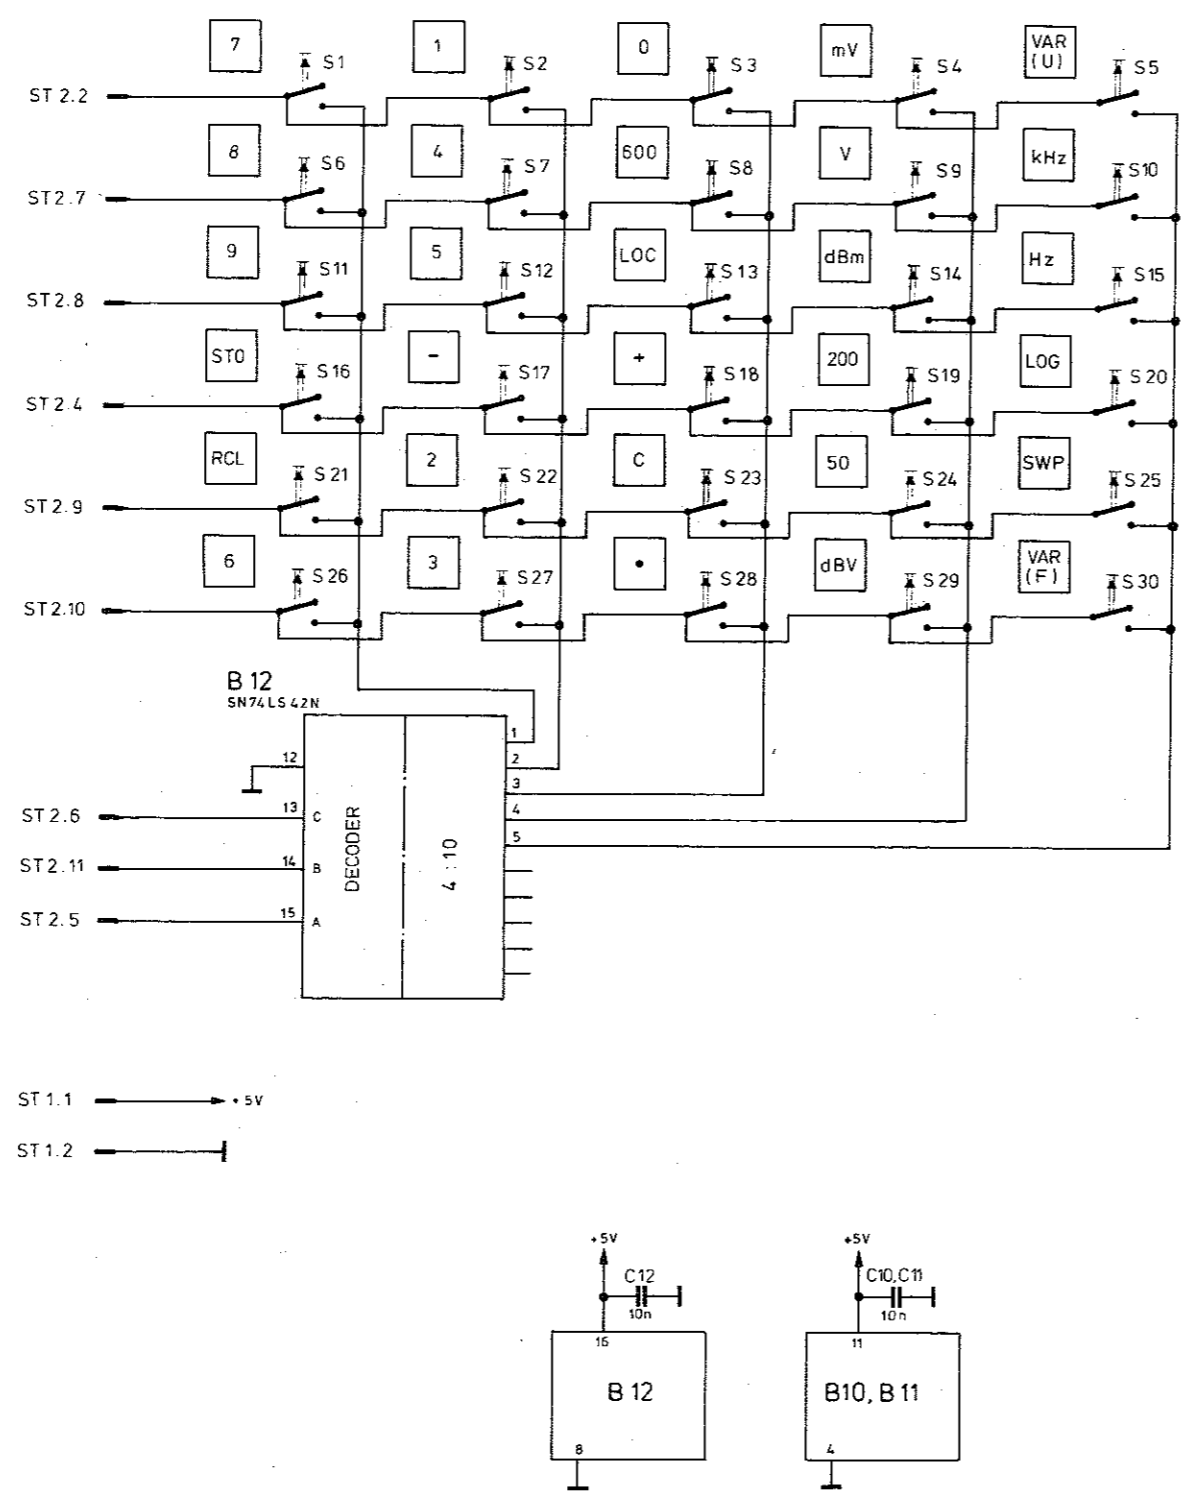 7 1 0 mV VAR (U)
S1 S2 S3 S4 S5
ST 2.2
8 4 600 V kHz
S6 S7 S8 S9 S10
ST 2.7
9 5 LOC dBm Hz
S11 S12 S13 S14 S15
ST 2.8
STO - + 200 LOG
S16 S17 S18 S19 S20
ST 2.4
RCL 2 C 50 SWP
S21 S22 S23 S24 S25
ST 2.9
6 3 • dBV VAR (F)
S26 S27 S28 S29 S30
ST 2.10
B 12
SN74LS42N
1
12 2
3
ST 2.6 13 C 4
5
ST 2.11 14 B
DECODER 4:10
ST 2.5 15 A
ST 1.1 +5V
ST 1.2
+5V +5V
C12 C10, C11
10n 10n
16 11
B 12 B10, B 11
8 4